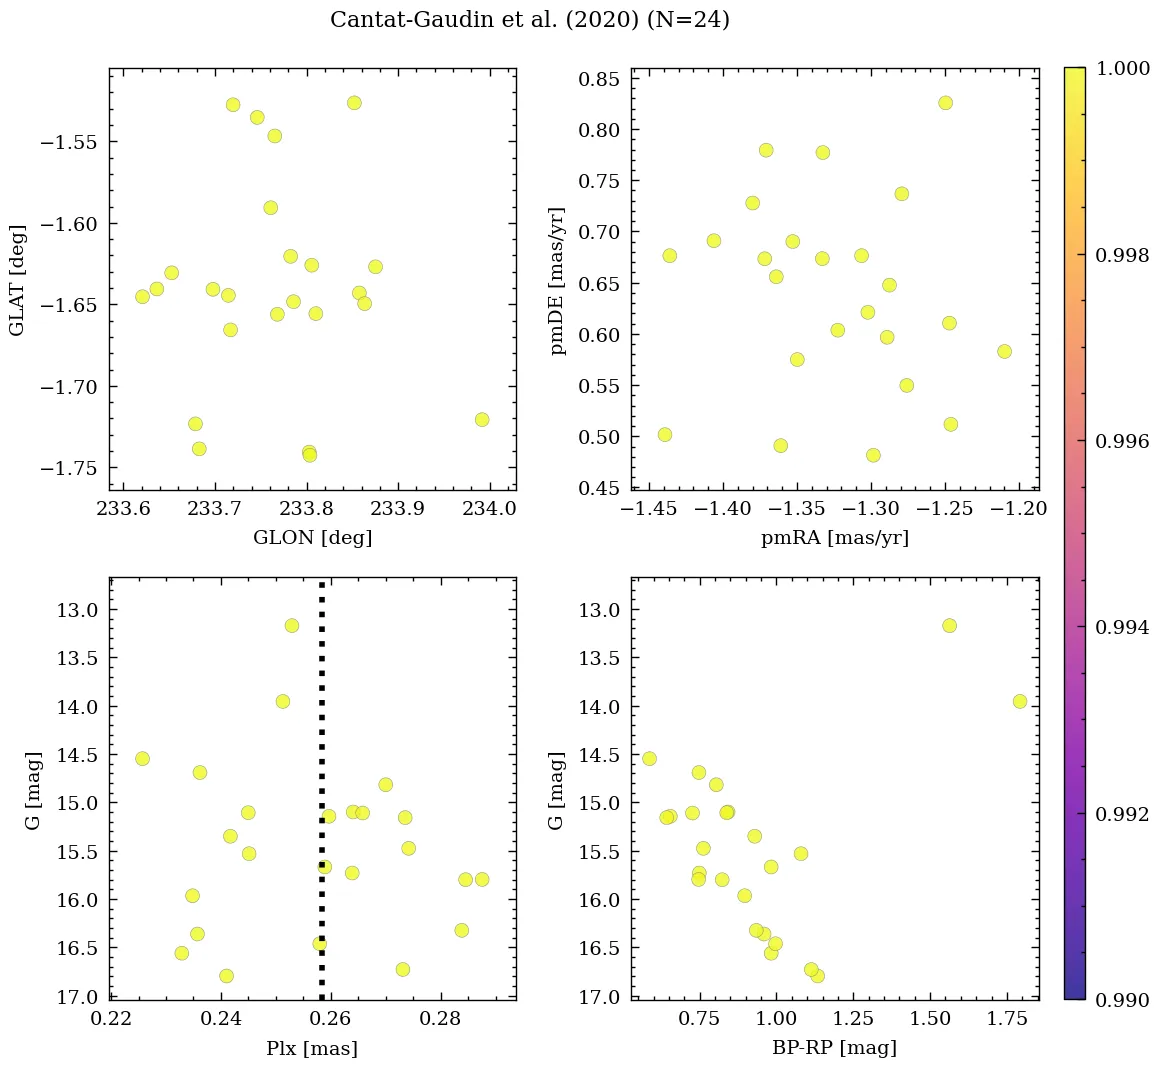 Cantat-Gaudin et al. (2020) (N=24)
−1.55
−1.60
−1.65
−1.70
−1.75
GLAT [deg]
233.6 233.7 233.8 233.9 234.0
GLON [deg]
0.85
0.80
0.75
0.70
0.65
0.60
0.55
0.50
0.45
pmDE [mas/yr]
−1.45 −1.40 −1.35 −1.30 −1.25 −1.20
pmRA [mas/yr]
1.000
0.998
0.996
0.994
0.992
0.990
13.0
13.5
14.0
14.5
15.0
15.5
16.0
16.5
17.0
G [mag]
0.22 0.24 0.26 0.28
Plx [mas]
13.0
13.5
14.0
14.5
15.0
15.5
16.0
16.5
17.0
G [mag]
0.75 1.00 1.25 1.50 1.75
BP-RP [mag]